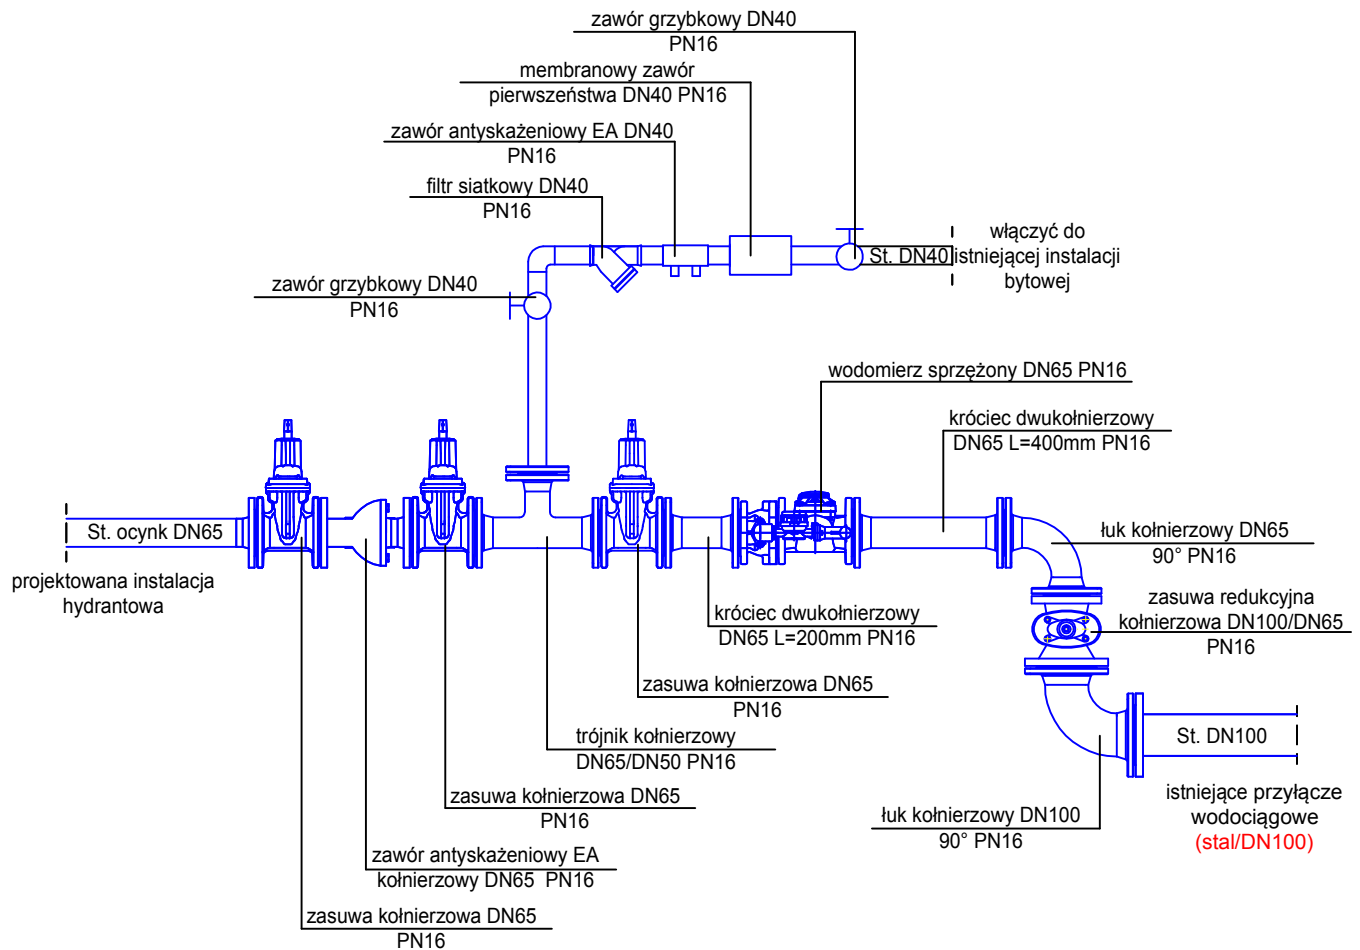 zawór grzybkowy DN40
PN16
membranowy zawór
pierwszeństwa DN40 PN16
zawór antyskażeniowy EA DN40
PN16
filtr siatkowy DN40
PN16
włączyć do
St. DN40 istniejącej instalacji
bytowej
zawór grzybkowy DN40
PN16
wodomierz sprzężony DN65 PN16
króciec dwukołnierzowy
DN65 L=400mm PN16
St. ocynk DN65
łuk kołnierzowy DN65
90° PN16
projektowana instalacja
hydrantowa
zasuwa redukcyjna
kołnierzowa DN100/DN65
PN16
króciec dwukołnierzowy
DN65 L=200mm PN16
zasuwa kołnierzowa DN65
PN16
trójnik kołnierzowy
DN65/DN50 PN16
St. DN100
zasuwa kołnierzowa DN65
PN16
istniejące przyłącze
wodociągowe
(stal/DN100)
łuk kołnierzowy DN100
90° PN16
zawór antyskażeniowy EA
kołnierzowy DN65 PN16
zasuwa kołnierzowa DN65
PN16